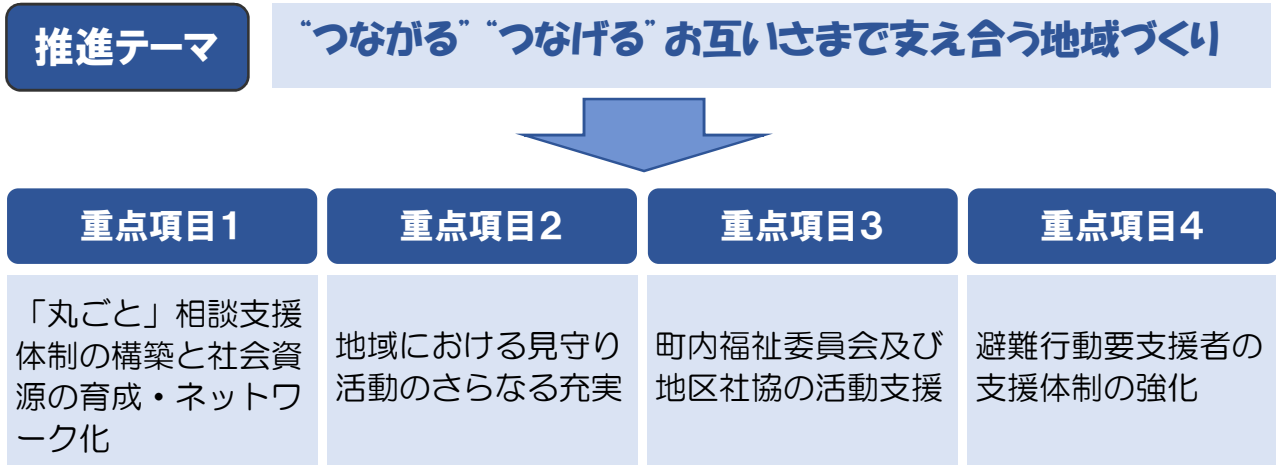 推進テーマ
“つながる”“つなげる”お互いさまで支え合う地域づくり
重点項目1
重点項目2
重点項目3
重点項目4
「丸ごと」相談支援
体制の構築と社会資
源の育成・ネットワ
ーク化
地域における見守り
活動のさらなる充実
町内福祉委員会及び
地区社協の活動支援
避難行動要支援者の
支援体制の強化